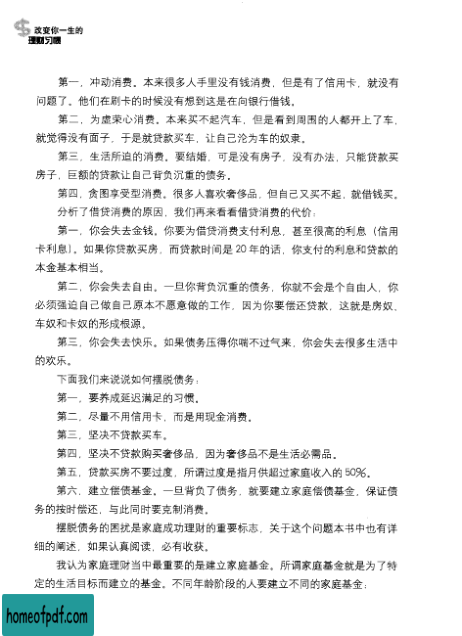 改变你一生的
理财习惯
第一，冲动消费。本来很多人手里没有钱消费，但是有了信用卡，就没有
问题了。他们在刷卡的时候没有想到这是在向银行借钱。
第二，为虚荣心消费。本来买不起汽车，但是看到周围的人都开上了车，
就觉得没有面子，于是就贷款买车，让自己沦为车的奴隶。
第三，生活所迫的消费。要结婚，可是没有房子，没有办法，只能贷款买
房子，巨额的贷款让自己背负沉重的债务。
第四，贪图享受型消费。很多人喜欢奢侈品，但自己又买不起，就借钱买。
分析了借贷消费的原因，我们再来看看借贷消费的代价：
第一，你会失去金钱。你要为借贷消费支付利息，甚至很高的利息（信用
卡利息）。如果你贷款买房，而贷款时间是 20 年的话，你支付的利息和贷款的
本金基本相当。
第二，你会失去自由。一旦你背负沉重的债务，你就不会是个自由人，你
必须强迫自己做自己原本不愿意做的工作，因为你要偿还贷款，这就是房奴、
车奴和卡奴的形成根源。
第三，你会失去快乐。如果债务压得你喘不过气来，你会失去很多生活中
的欢乐。
下面我们来说说如何摆脱债务：
第一，要养成延迟满足的习惯。
第二，尽量不用信用卡，而是用现金消费。
第三，坚决不贷款买车。
第四，坚决不贷款购买奢侈品，因为奢侈品不是生活必需品。
第五，贷款买房不要过度，所谓过度是指月供超过家庭收入的 50%。
第六，建立偿债基金。一旦背负了债务，就要建立家庭偿债基金，保证债
务的按时偿还，与此同时要克制消费。
摆脱债务的困扰是家庭成功理财的重要标志，关于这个问题本书中也有详
细的阐述，如果认真阅读，必有收获。
我认为家庭理财当中最重要的是建立家庭基金。所谓家庭基金就是为了特
定的生活目标而建立的基金。不同年龄阶段的人要建立不同的家庭基金：
homeofpdf.com